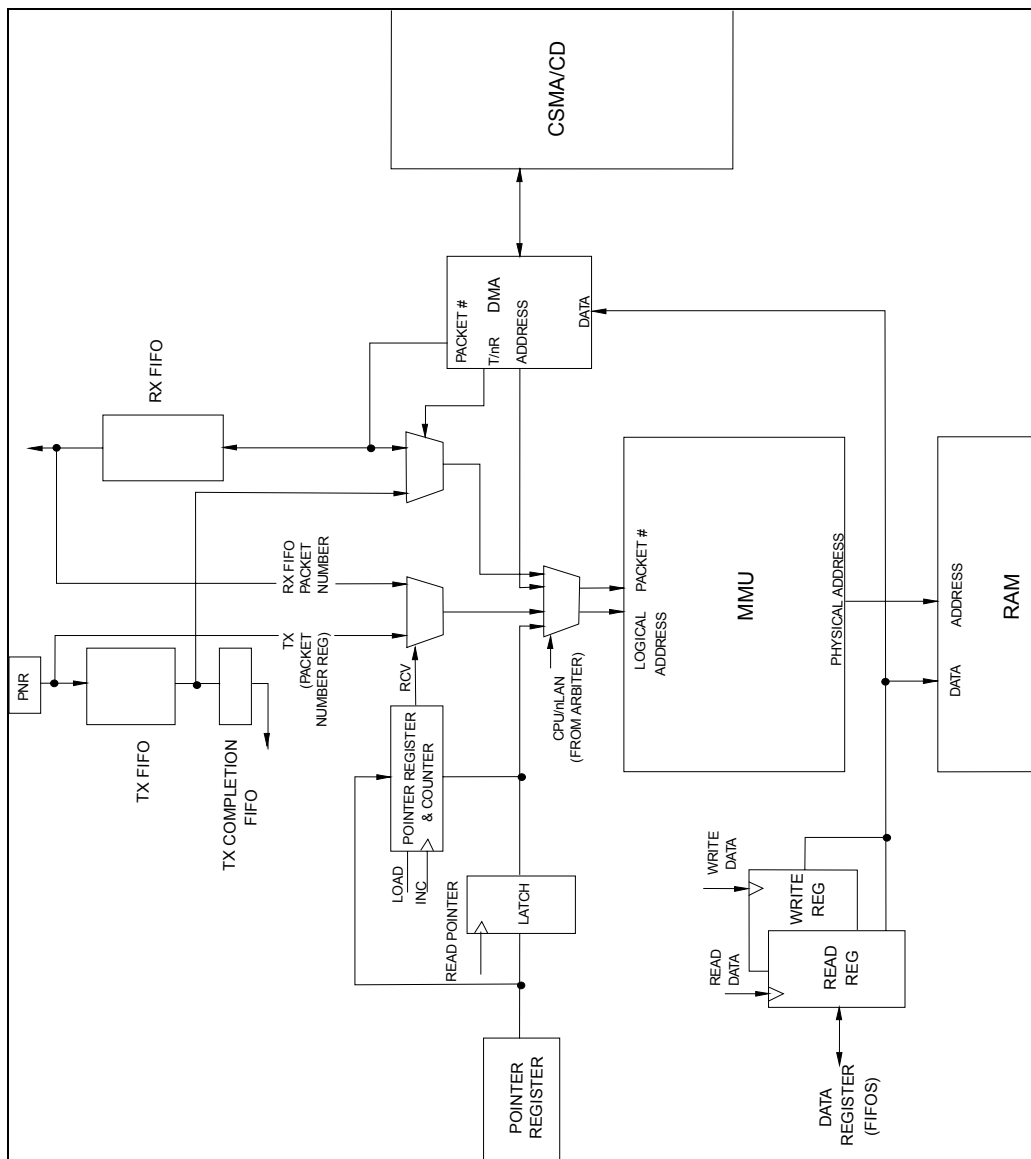 CSMA/CD
PACKET #
T/nR
DMA
ADDRESS
DATA
RX FIFO
RX FIFO
PACKET
NUMBER
TX
(PACKET
NUMBER REG)
PNR
TX FIFO
TX COMPLETION
FIFO
RCV
POINTER REGISTER
& COUNTER
LOAD
INC
CPU/nLAN
(FROM ARBITER)
LOGICAL
ADDRESS
PACKET #
MMU
PHYSICAL ADDRESS
DATA
ADDRESS
RAM
READ POINTER
LATCH
WRITE
DATA
WRITE
REG
READ
DATA
READ
REG
POINTER
REGISTER
DATA
REGISTER
(FIFOS)